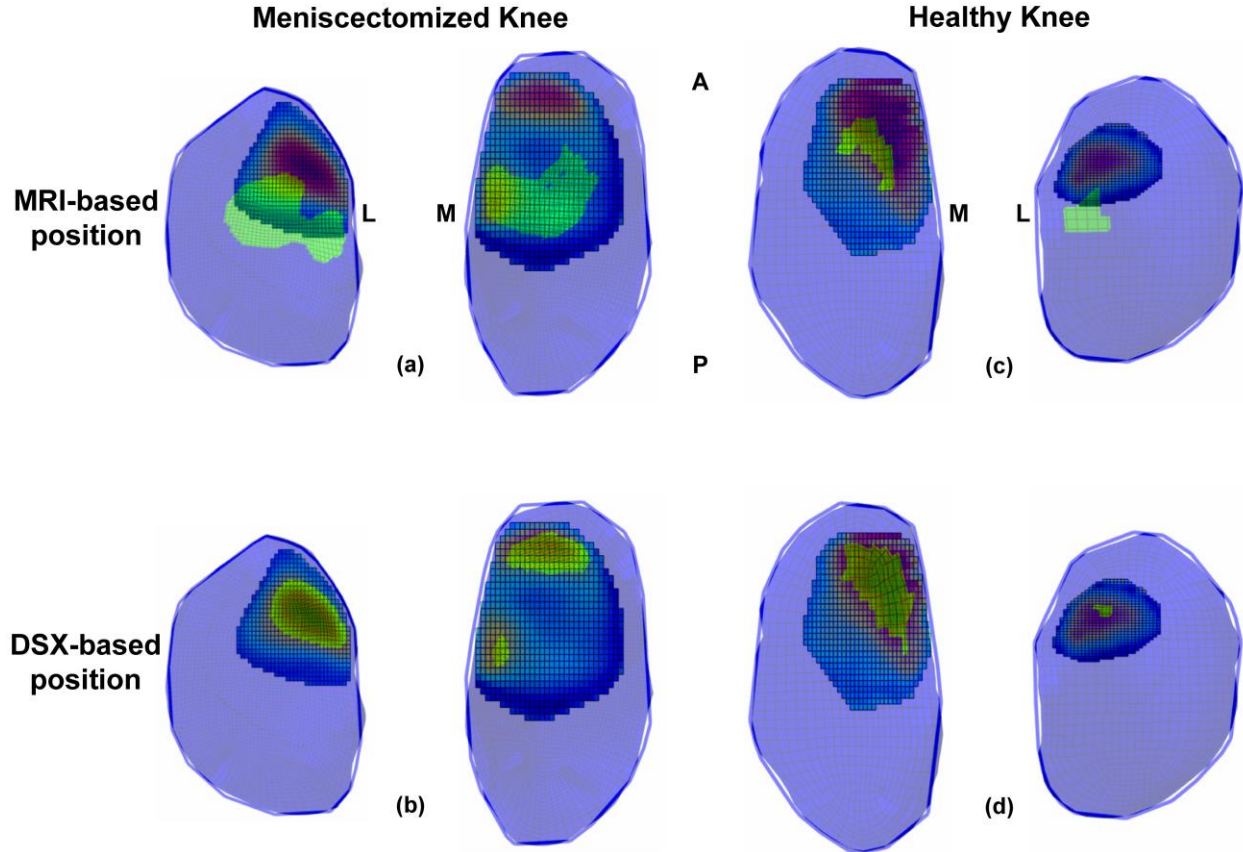 Meniscectomized Knee
Healthy Knee
A
MRI-based
position
L
M
M
L
(a)
P
(c)
DSX-based
position
(b)
(d)